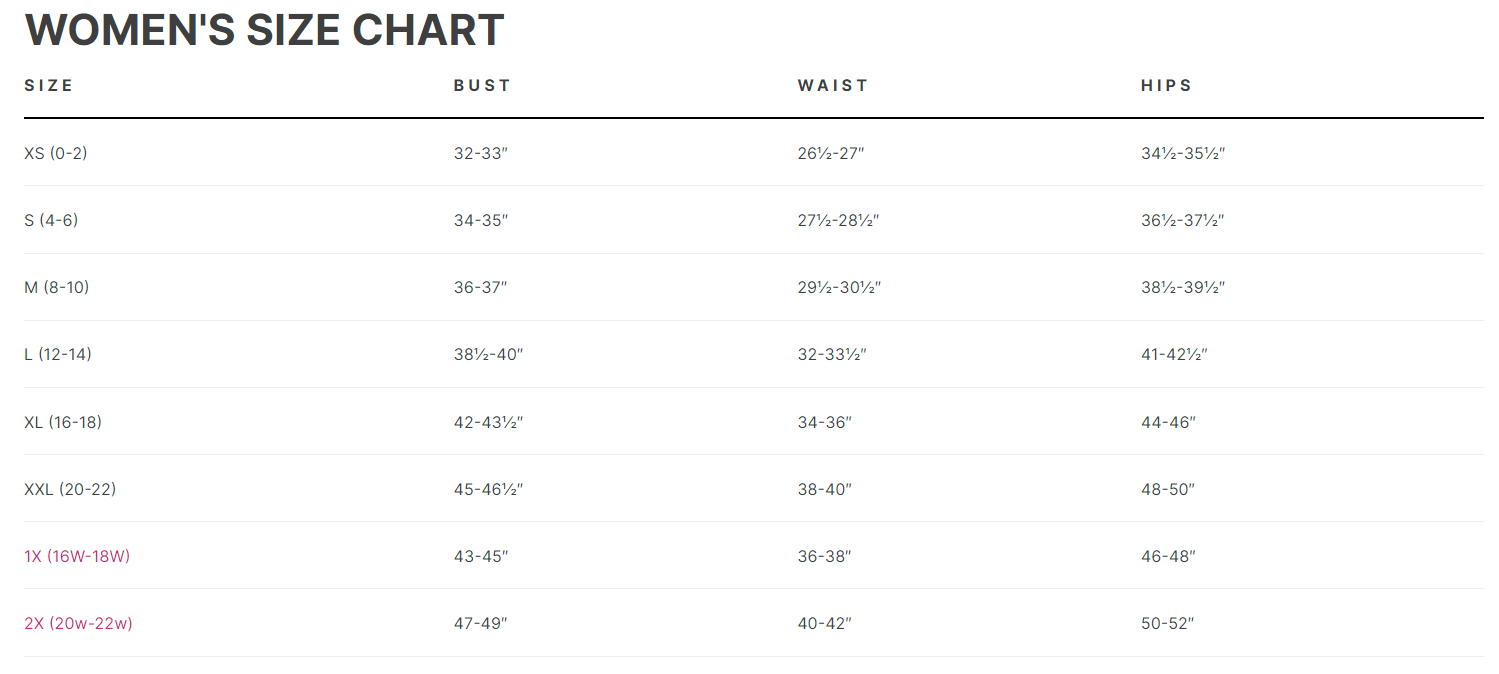 WOMEN'S SIZE CHART
SIZE BUST WAIST HIPS
XS (0-2) 32-33″ 26½-27″ 34½-35½″
S (4-6) 34-35″ 27½-28½″ 36½-37½″
M (8-10) 36-37″ 29½-30½″ 38½-39½″
L (12-14) 38½-40″ 32-33½″ 41-42½″
XL (16-18) 42-43½″ 34-36″ 44-46″
XXL (20-22) 45-46½″ 38-40″ 48-50″
1X (16W-18W) 43-45″ 36-38″ 46-48″
2X (20w-22w) 47-49″ 40-42″ 50-52″